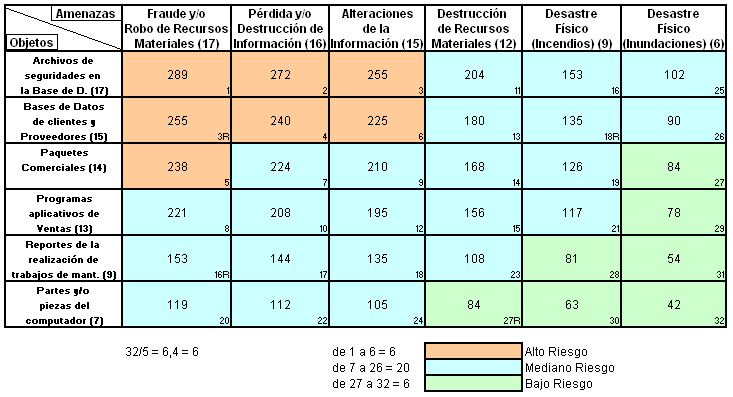 Amenazas
Objetos
Fraude y/o
Robo de Recursos
Materiales (17)
Pérdida y/o
Destrucción de
Información (16)
Alteraciones
de la
Información (15)
Destrucción
de Recursos
Materiales (12)
Desastre
Físico
(Incendios) (9)
Desastre
Físico
(Inundaciones) (6)
Archivos de
seguridades en
la Base de D. (17)
289 1
272 2
255 3
204 11
153 16
102 25
Bases de Datos
de clientes y
Proveedores (15)
255 3R
240 4
225 6
180 13
135 18R
90 26
Paquetes
Comerciales (14)
238 5
224 7
210 9
168 14
126 19
84 27
Programas
aplicativos de
Ventas (13)
221 8
208 10
195 12
156 15
117 21
78 29
Reportes de la
realización de
trabajos de mant. (9)
153 16R
144 17
135 18
108 23
81 28
54 31
Partes y/o
piezas del
computador (7)
119 20
112 22
105 24
84 27R
63 30
42 32
32/5 = 6,4 = 6
de 1 a 6 = 6 Alto Riesgo
de 7 a 26 = 20 Mediano Riesgo
de 27 a 32 = 6 Bajo Riesgo